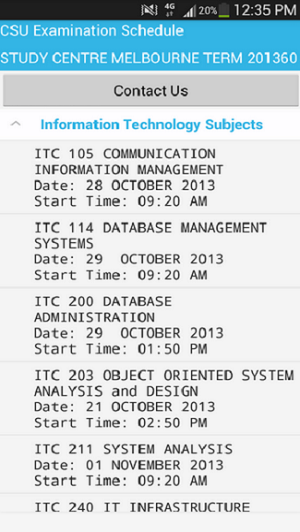 4G 20% 12:35 PM
CSU Examination Schedule
STUDY CENTRE MELBOURNE TERM 201360
Contact Us
Information Technology Subjects
ITC 105 COMMUNICATION
INFORMATION MANAGEMENT
Date: 28 OCTOBER 2013
Start Time: 09:20 AM
ITC 114 DATABASE MANAGEMENT
SYSTEMS
Date: 29  OCTOBER 2013
Start Time: 09:20 AM
ITC 200 DATABASE
ADMINISTRATION
Date: 29  OCTOBER 2013
Start Time: 01:50 PM
ITC 203 OBJECT ORIENTED SYSTEM
ANALYSIS and DESIGN
Date: 21 OCTOBER 2013
Start Time: 02:50 PM
ITC 211 SYSTEM ANALYSIS
Date: 01 NOVEMBER 2013
Start Time: 09:20 AM
ITC 240 IT INFRASTRUCTURE